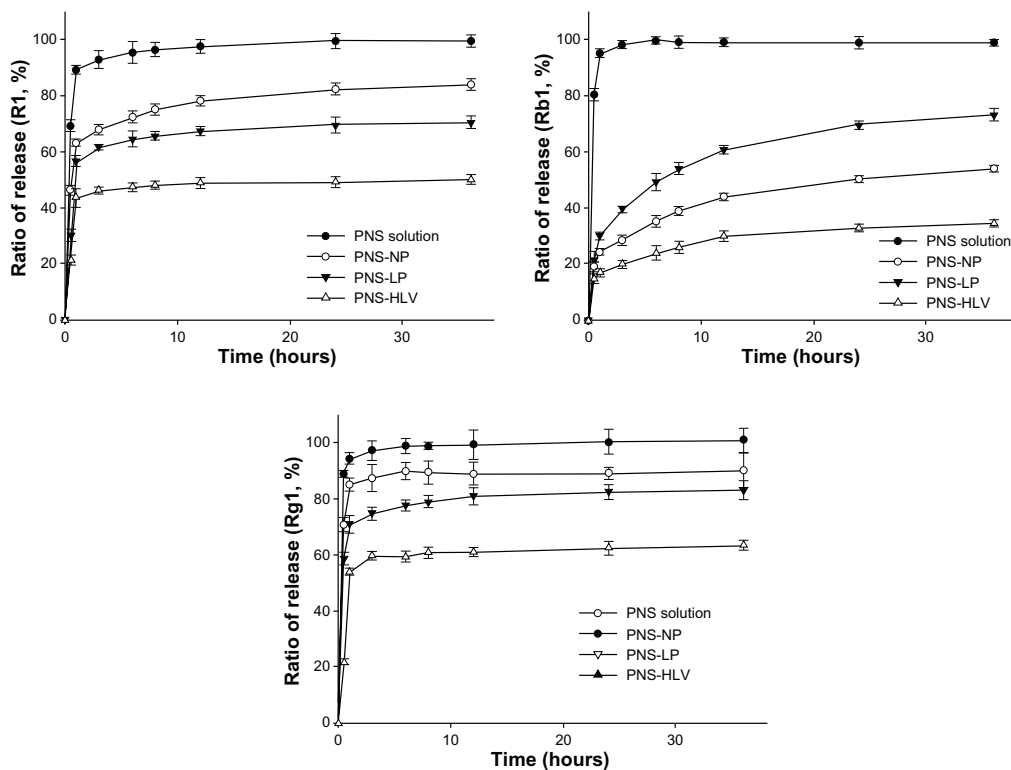 Ratio of release (R1, %)
100
80
60
40
20
0
PNS solution
PNS-NP
PNS-LP
PNS-HLV
0 10 20 30
Time (hours)
Ratio of release (Rb1, %)
100
80
60
40
20
0
PNS solution
PNS-NP
PNS-LP
PNS-HLV
0 10 20 30
Time (hours)
Ratio of release (Rg1, %)
100
80
60
40
20
0
PNS solution
PNS-NP
PNS-LP
PNS-HLV
0 10 20 30
Time (hours)